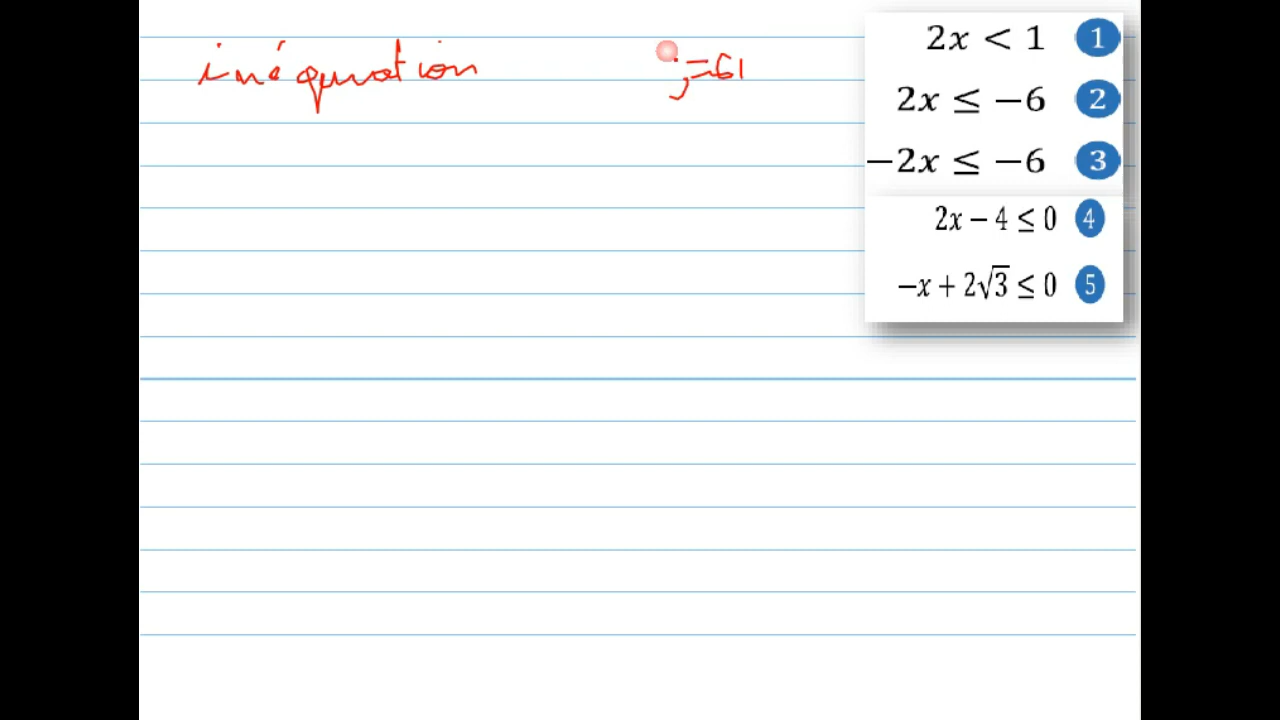 inéquation
2x < 1 1
2x ≤ −6 2
−2x ≤ −6 3
2x − 4 ≤ 0 4
−x + 2√3 ≤ 0 5